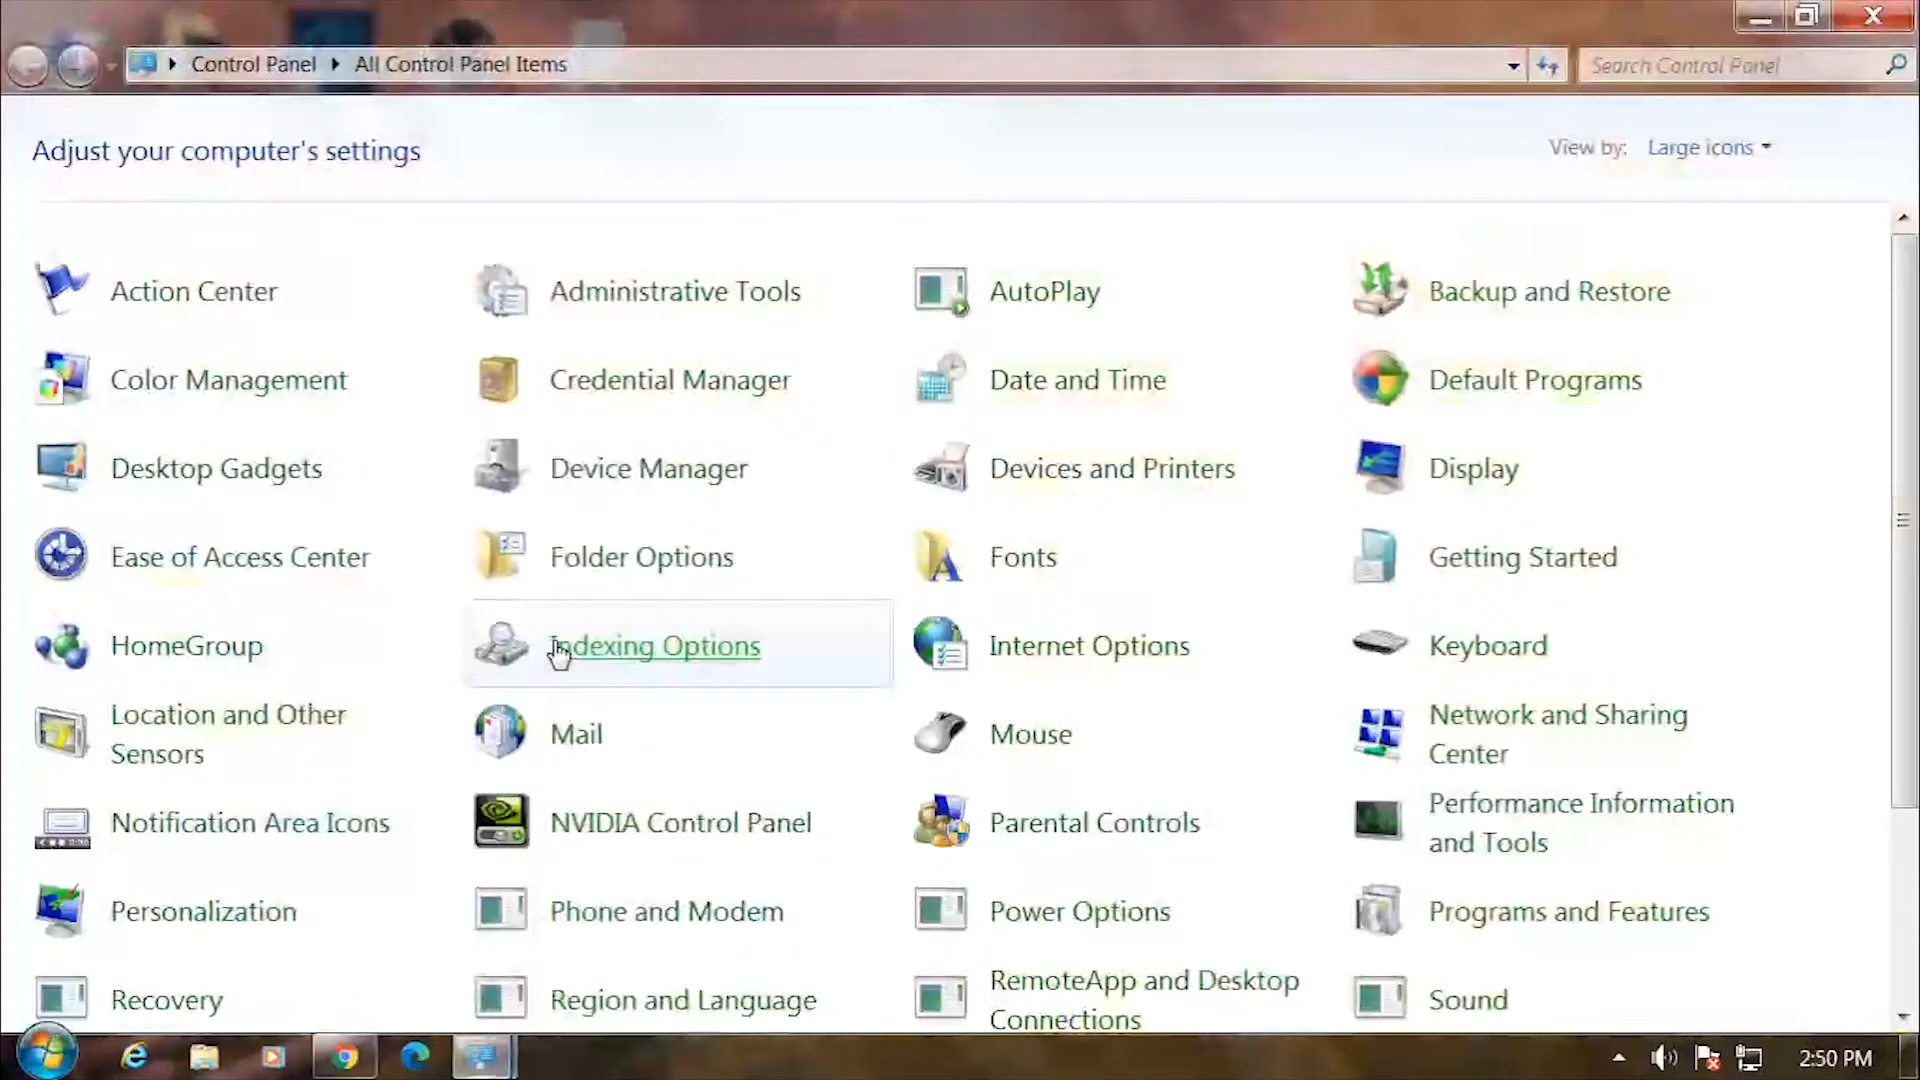 Control Panel
All Control Panel Items
Search Control Panel
Adjust your computer's settings
View by:
Large icons
Action Center
Administrative Tools
AutoPlay
Backup and Restore
Color Management
Credential Manager
Date and Time
Default Programs
Desktop Gadgets
Device Manager
Devices and Printers
Display
Ease of Access Center
Folder Options
Fonts
Getting Started
HomeGroup
Indexing Options
Internet Options
Keyboard
Location and Other
Sensors
Mail
Mouse
Network and Sharing
Center
Notification Area Icons
NVIDIA Control Panel
Parental Controls
Performance Information
and Tools
Personalization
Phone and Modem
Power Options
Programs and Features
Recovery
Region and Language
RemoteApp and Desktop
Connections
Sound
2:50 PM